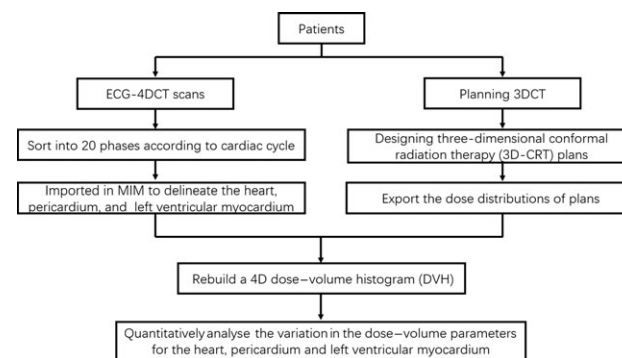 Patients
ECG-4DCT scans
Planning 3DCT
Sort into 20 phases according to cardiac cycle
Designing three-dimensional conformal
radiation therapy (3D-CRT) plans
Imported in MIM to delineate the heart,
pericardium, and left ventricular myocardium
Export the dose distributions of plans
Rebuild a 4D dose–volume histogram (DVH)
Quantitatively analyse the variation in the dose–volume parameters
for the heart, pericardium and left ventricular myocardium